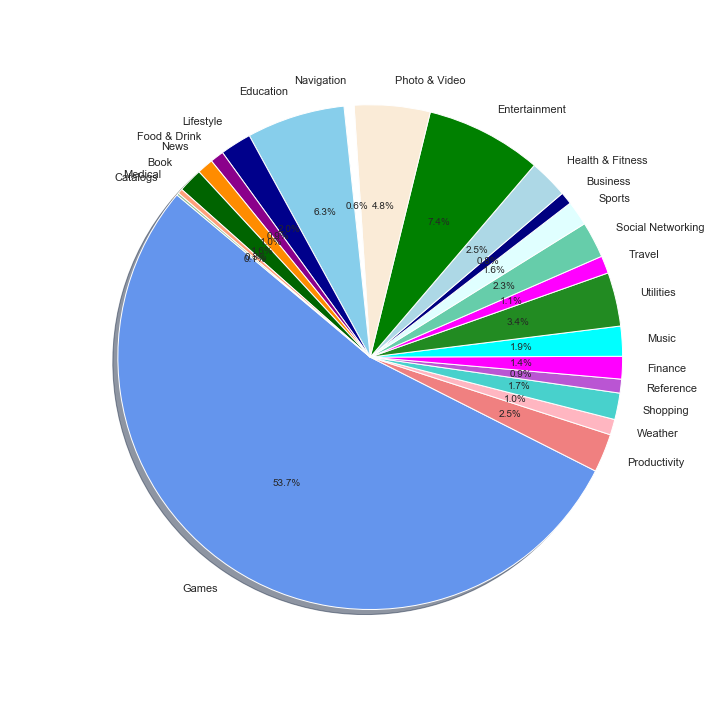 Navigation
Photo & Video
Education
Entertainment
Lifestyle
Food & Drink
News
Book
Medical
Catalogs
Health & Fitness
Business
Sports
Social Networking
Travel
Utilities
Music
Finance
Reference
Shopping
Weather
Productivity
Games
6.3%
0.6%
4.8%
7.4%
2.5%
1.6%
2.3%
1.1%
3.4%
1.9%
1.4%
0.9%
1.7%
1.0%
2.5%
53.7%